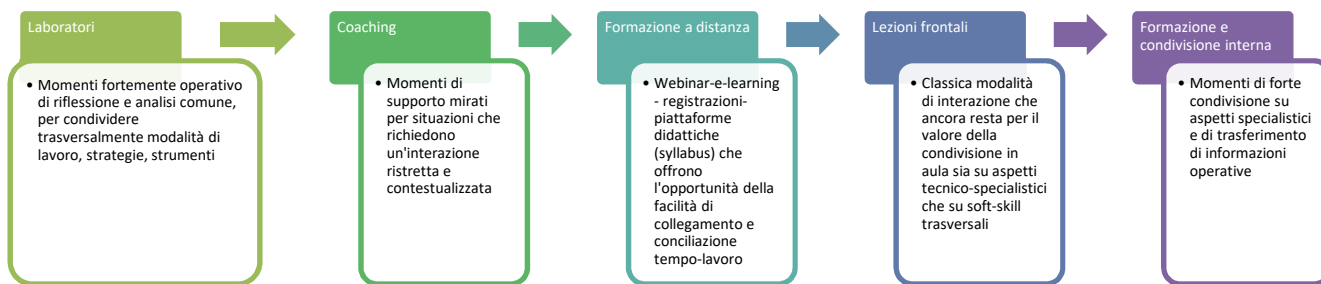 Laboratori
• Momenti fortemente operativo
di riflessione e analisi comune,
per condividere
trasversalmente modalità di
lavoro, strategie, strumenti
Coaching
• Momenti di
supporto mirati
per situazioni che
richiedono
un'interazione
ristretta e
contestualizzata
Formazione a distanza
• Webinar-e-learning
- registrazioni-
piattaforme
didattiche
(syllabus) che
offrono
l'opportunità della
facilità di
collegamento e
conciliazione
tempo-lavoro
Lezioni frontali
• Classica modalità
di interazione che
ancora resta per il
valore della
condivisione in
aula sia su aspetti
tecnico-specialistici
che su soft-skill
trasversali
Formazione e
condivisione interna
• Momenti di forte
condivisione su
aspetti specialistici
e di trasferimento
di informazioni
operative